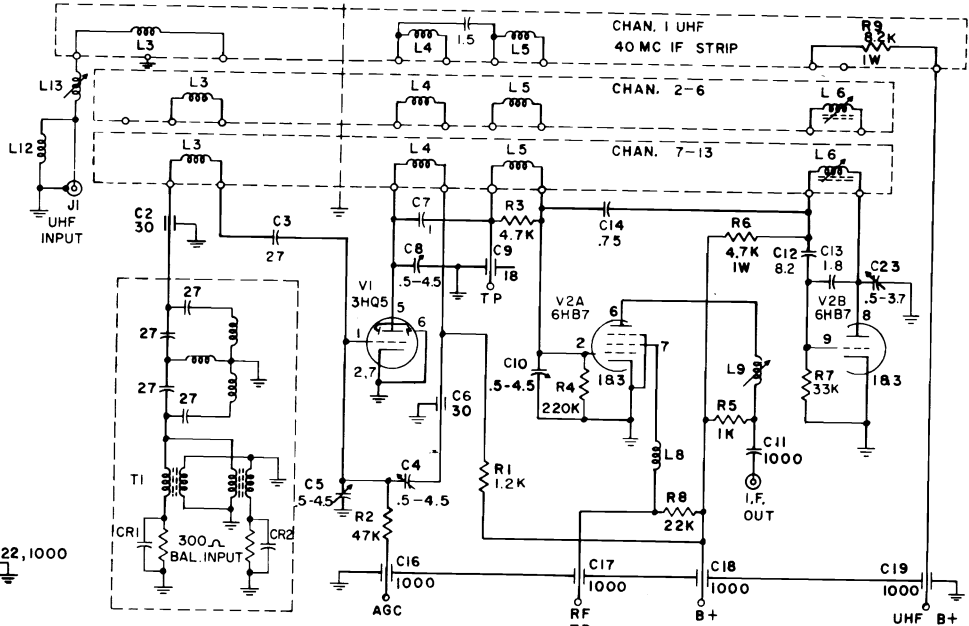 CHAN. 1 UHF
40 MC IF STRIP
L3
L4
1.5
L5
R9
8.2K
1W
L13
L3
L4
L5
CHAN. 2-6
L6
L12
L3
L4
L5
CHAN. 7-13
L6
J1
UHF
INPUT
C2
30
C3
27
C7
1
R3
4.7K
C14
.75
R6
4.7K
1W
C12
8.2
C13
1.8
C23
.5-3.7
C8
.5-4.5
C9
18
TP
V1
3HQ5
5
6
1
2,7
V2A
6HB7
6
2
7
1&3
V2B
6HB7
8
9
1&3
27
27
27
27
C10
.5-4.5
R4
220K
L9
R7
33K
C6
30
R5
1K
C11
1000
I.F.
OUT
L8
T1
C5
.5-4.5
C4
.5-4.5
R1
1.2K
R2
47K
R8
22K
CR1
300Ω
BAL. INPUT
CR2
22,1000
C16
1000
C17
1000
C18
1000
C19
1000
AGC
RF
B+
UHF B+